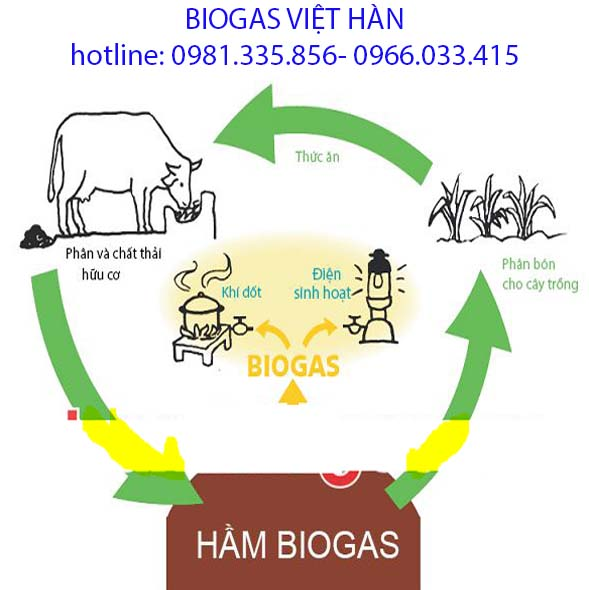 BIOGAS VIỆT HÀN
hotline: 0981.335.856- 0966.033.415
Thức ăn
Phân và chất thải
hữu cơ
Phân bón
cho cây trồng
Khí dốt
Điện
sinh hoạt
BIOGAS
HẦM BIOGAS